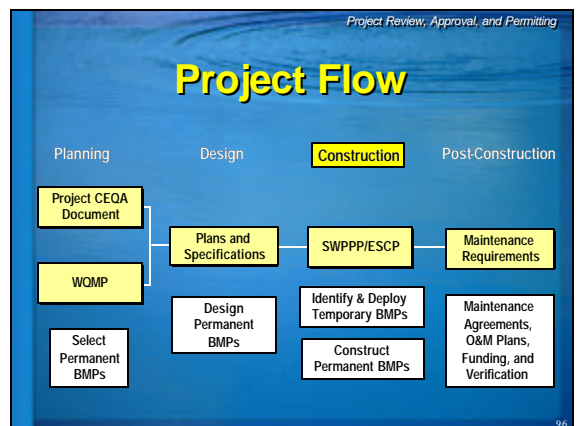 Project Review, Approval, and Permitting
Project Flow
Planning
Design
Construction
Post-Construction
Project CEQA
Document
WQMP
Plans and
Specifications
SWPPP/ESCP
Maintenance
Requirements
Select
Permanent
BMPs
Design
Permanent
BMPs
Identify & Deploy
Temporary BMPs
Construct
Permanent BMPs
Maintenance
Agreements,
O&M Plans,
Funding, and
Verification
96